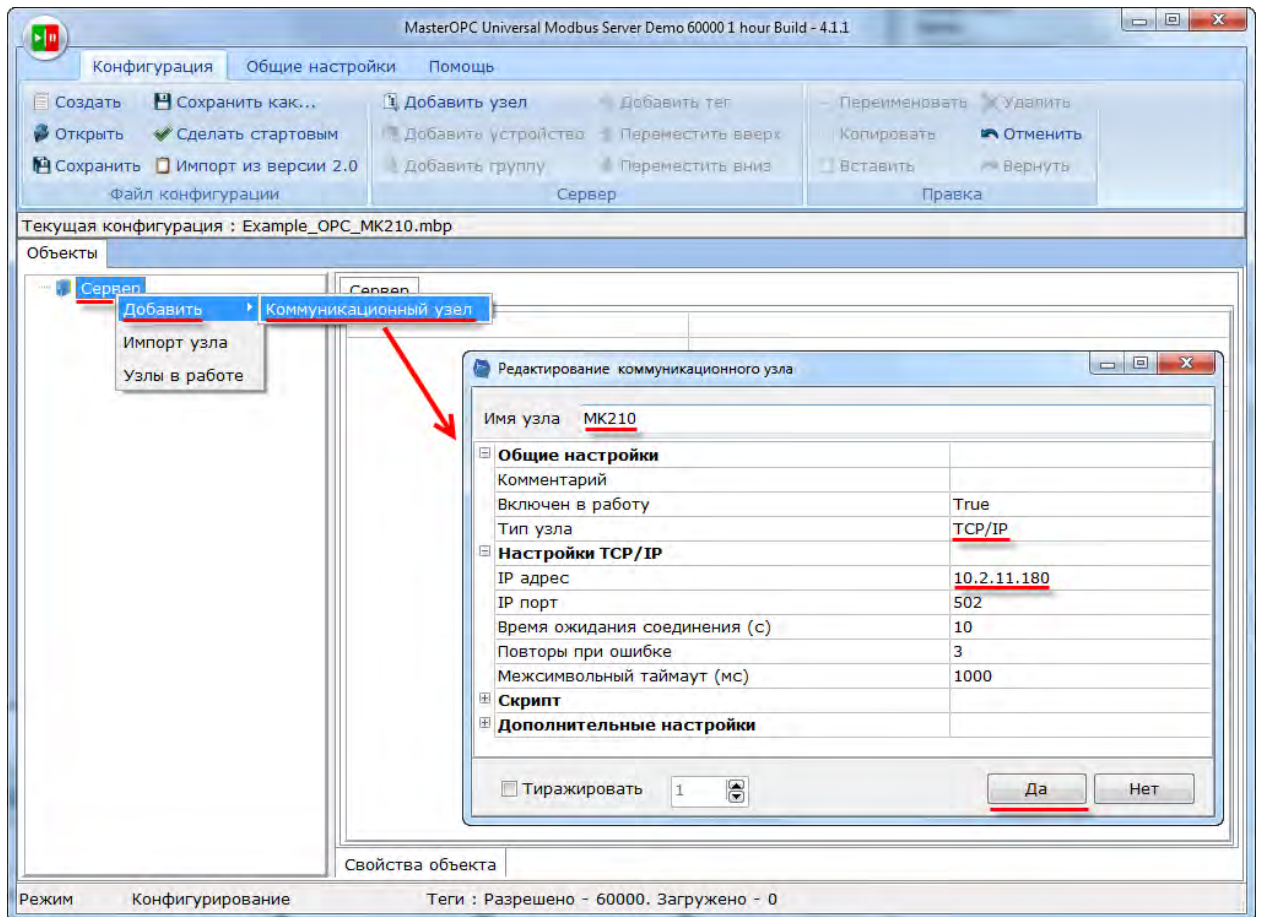 MasterOPC Universal Modbus Server Demo 60000 1 hour Build - 4.1.1
Конфигурация Общие настройки Помощь
Создать Сохранить как... Добавить узел Добавить тег Переименовать Удалить
Открыть Сделать стартовым Добавить устройство Переместить вверх Копировать Отменить
Сохранить Импорт из версии 2.0 Добавить группу Переместить вниз Вставить Вернуть
Файл конфигурации Сервер Правка
Текущая конфигурация : Example_OPC_MK210.mbp
Объекты
Сервер Сервер
Добавить Коммуникационный узел
Импорт узла
Узлы в работе
Редактирование коммуникационного узла
Имя узла MK210
Общие настройки
Комментарий
Включен в работу True
Тип узла TCP/IP
Настройки TCP/IP
IP адрес 10.2.11.180
IP порт 502
Время ожидания соединения (с) 10
Повторы при ошибке 3
Межсимвольный таймаут (мс) 1000
Скрипт
Дополнительные настройки
Тиражировать 1 Да Нет
Свойства объекта
Режим Конфигурирование Теги : Разрешено - 60000. Загружено - 0